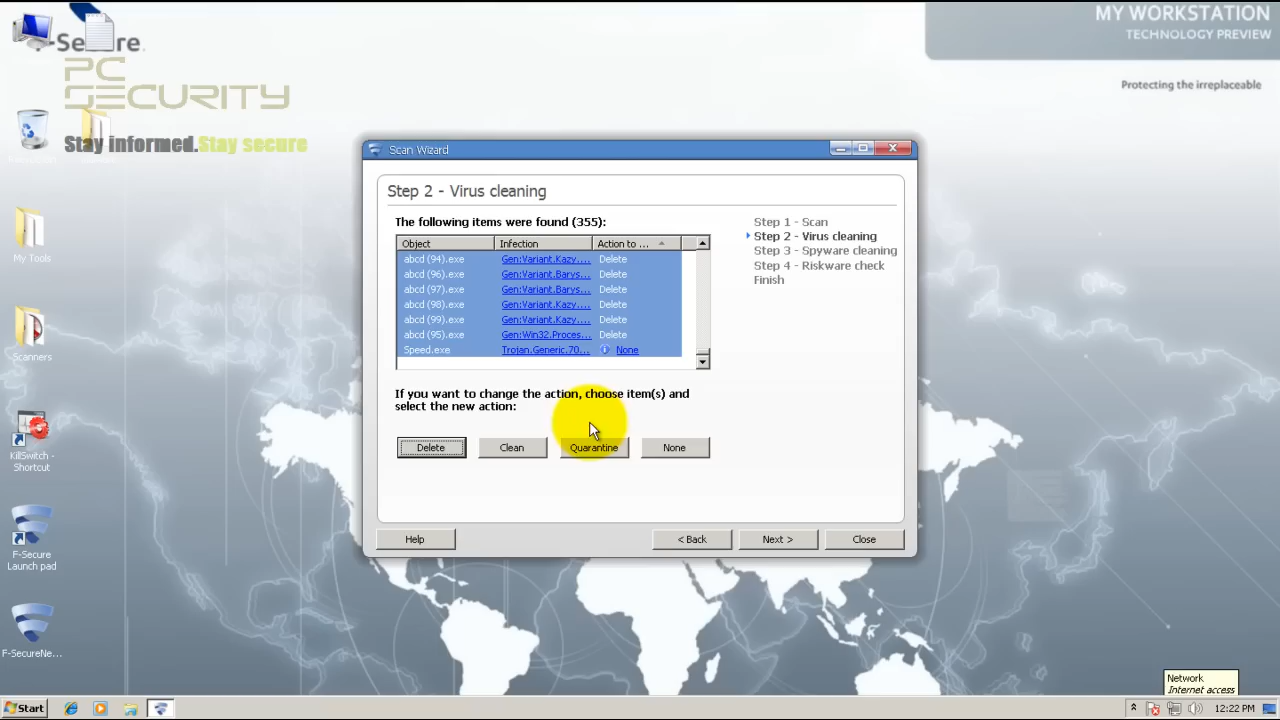 MY WORKSTATION
TECHNOLOGY PREVIEW
Protecting the irreplaceable
PC
SECURITY
Stay informed.Stay secure
My Tools
Scanners
KillSwitch -
Shortcut
F-Secure
Launch pad
F-SecureNe...
Scan Wizard
Step 2 - Virus cleaning
The following items were found (355):
Object Infection Action to ...
abcd (94).exe Gen:Variant.Kazy.... Delete
abcd (96).exe Gen:Variant.Barys... Delete
abcd (97).exe Gen:Variant.Barys... Delete
abcd (98).exe Gen:Variant.Kazy.... Delete
abcd (99).exe Gen:Variant.Kazy.... Delete
abcd (95).exe Gen:Win32.Proces... Delete
Speed.exe Trojan.Generic.70... None
If you want to change the action, choose item(s) and
select the new action:
Delete Clean Quarantine None
Step 1 - Scan
Step 2 - Virus cleaning
Step 3 - Spyware cleaning
Step 4 - Riskware check
Finish
Help < Back Next > Close
Network
Internet access
Start 12:22 PM